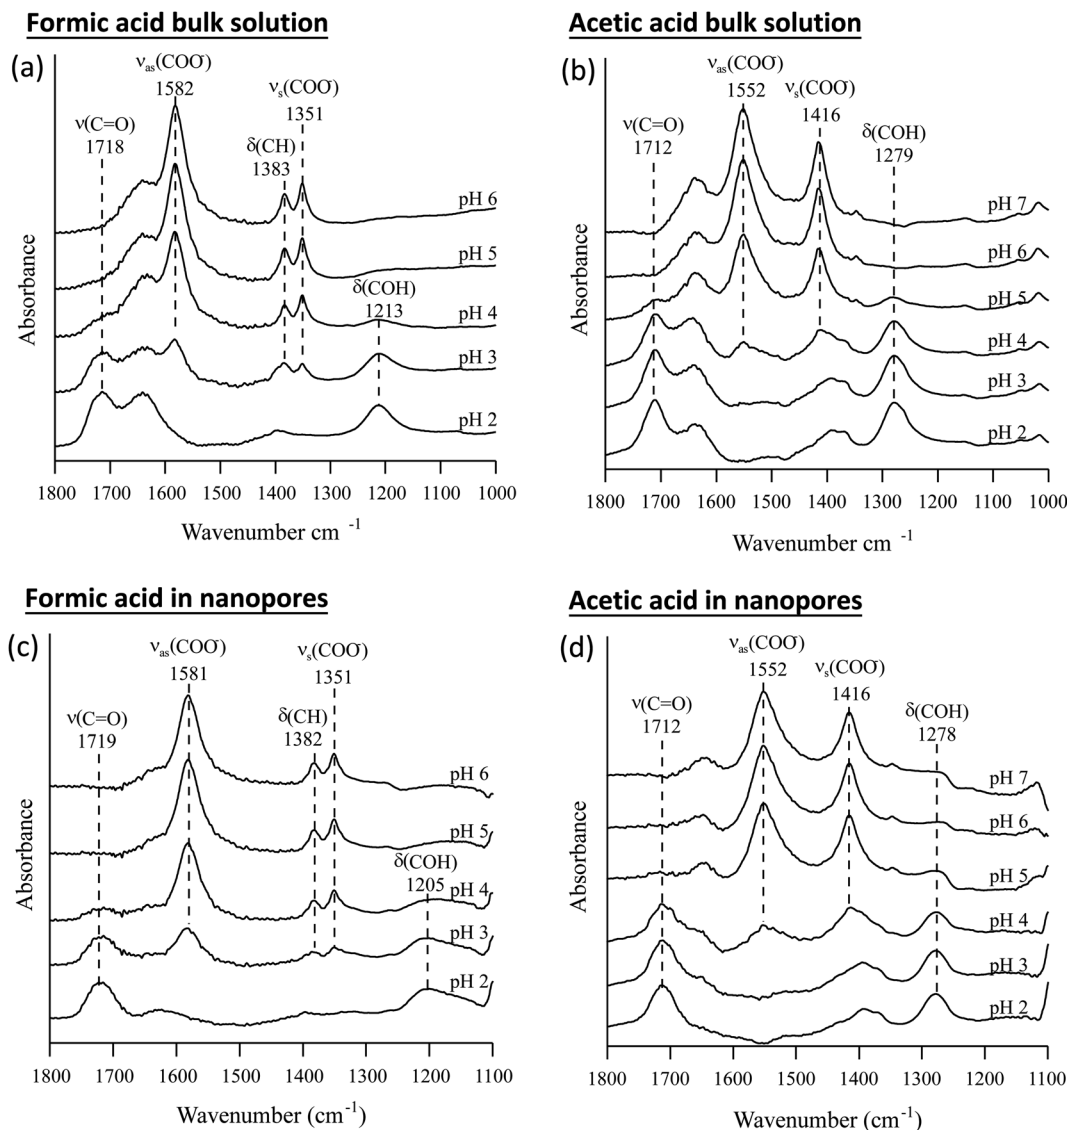 Formic acid bulk solution
(a)
νas(COO⁻)
1582
νs(COO⁻)
1351
ν(C=O)
1718
δ(CH)
1383
δ(COH)
1213
pH 6
pH 5
pH 4
pH 3
pH 2
Absorbance
1800 1700 1600 1500 1400 1300 1200 1100 1000
Wavenumber cm⁻¹
Acetic acid bulk solution
(b)
νas(COO⁻)
1552
νs(COO⁻)
1416
ν(C=O)
1712
δ(COH)
1279
pH 7
pH 6
pH 5
pH 4
pH 3
pH 2
Absorbance
1800 1700 1600 1500 1400 1300 1200 1100 1000
Wavenumber cm⁻¹
Formic acid in nanopores
(c)
νas(COO⁻)
1581
νs(COO⁻)
1351
ν(C=O)
1719
δ(CH)
1382
δ(COH)
1205
pH 6
pH 5
pH 4
pH 3
pH 2
Absorbance
1800 1700 1600 1500 1400 1300 1200 1100
Wavenumber (cm⁻¹)
Acetic acid in nanopores
(d)
νas(COO⁻)
1552
νs(COO⁻)
1416
ν(C=O)
1712
δ(COH)
1278
pH 7
pH 6
pH 5
pH 4
pH 3
pH 2
Absorbance
1800 1700 1600 1500 1400 1300 1200 1100
Wavenumber (cm⁻¹)